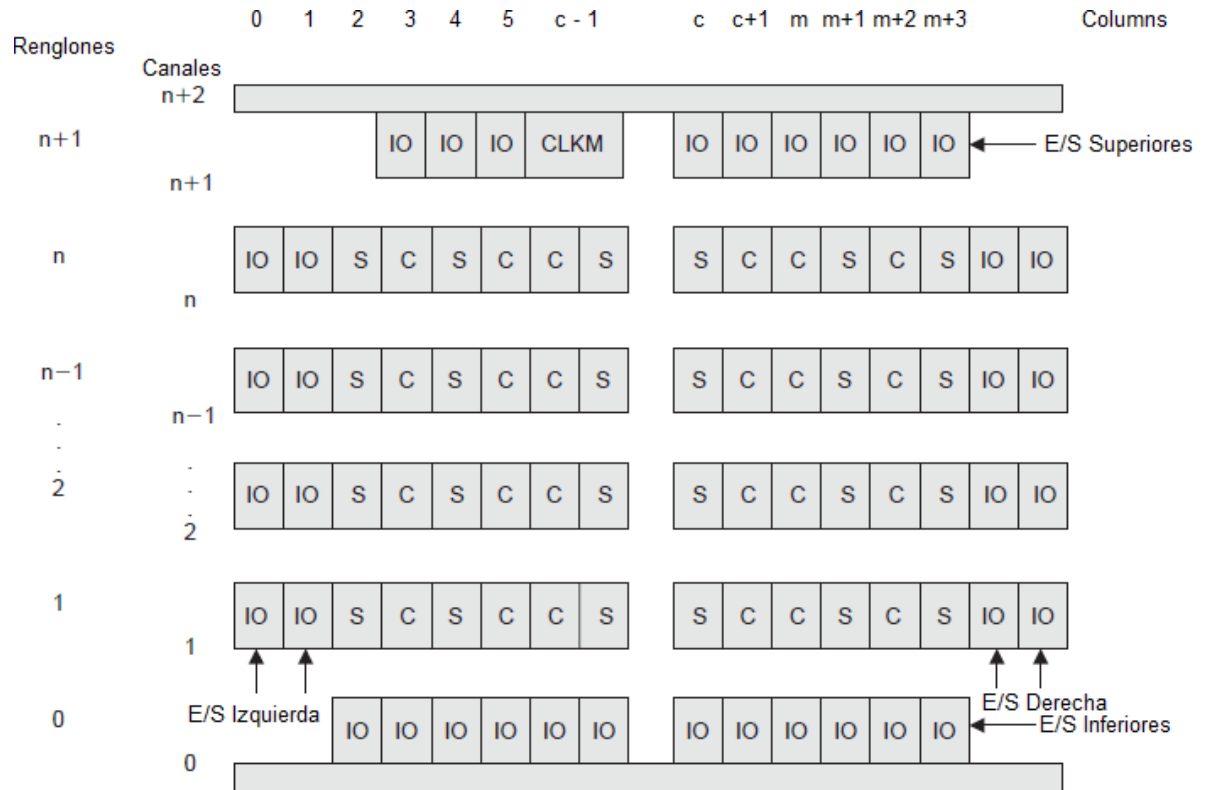 0 1 2 3 4 5 c - 1 c c+1 m m+1 m+2 m+3 Columns
Renglones
Canales
n+2
n+1 IO IO IO CLKM IO IO IO IO IO IO E/S Superiores
n+1
n IO IO S C S C C S S C C S C S IO IO
n
n−1 IO IO S C S C C S S C C S C S IO IO
n−1
2 IO IO S C S C C S S C C S C S IO IO
2
1 IO IO S C S C C S S C C S C S IO IO
1
E/S Izquierda E/S Derecha
0 IO IO IO IO IO IO IO IO IO IO IO IO E/S Inferiores
0